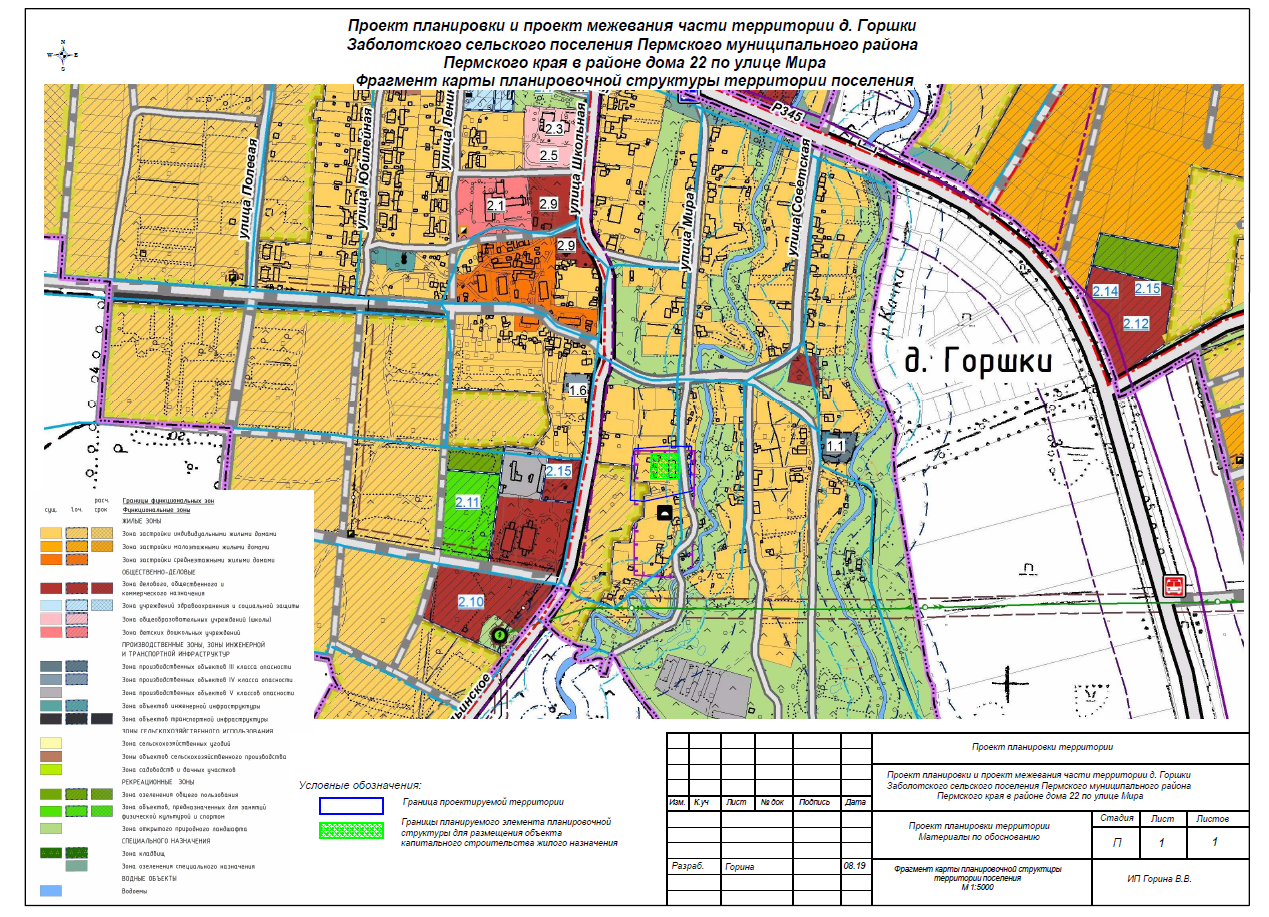 Проект планировки и проект межевания части территории д. Горшки
Заболотского сельского поселения Пермского муниципального района
Пермского края в районе дома 22 по улице Мира
Фрагмент карты планировочной структуры территории поселения
N
W E
S
P345
улица Полевая
улица Юбилейная
улица Школьная
улица Мира
улица Советская
2.3
2.5
2.1
2.9
2.9
2.14
2.15
2.12
д. Горшки
1.6
1.1
2.15
2.11
2.10
расч.
Границы функциональных зон
сущ.
1оч.
срок
Функциональные зоны
ЖИЛЫЕ ЗОНЫ
Зона застройки индивидуальными жилыми домами
Зона застройки малоэтажными жилыми домами
Зона застройки среднеэтажными жилыми домами
ОБЩЕСТВЕННО-ДЕЛОВЫЕ
Зона делового, общественного и
коммерческого назначения
Зона учреждений здравоохранения и социальной защиты
Зона общеобразовательных учреждений (школы)
Зона детских дошкольных учреждений
ПРОИЗВОДСТВЕННЫЕ ЗОНЫ, ЗОНЫ ИНЖЕНЕРНОЙ
И ТРАНСПОРТНОЙ ИНФРАСТРУКТУР
Зона производственных объектов III класса опасности
Зона производственных объектов IV класса опасности
Зона производственных объектов V классов опасности
Зона объектов инженерной инфраструктуры
Зона объектов транспортной инфраструктуры
ЗОНЫ СЕЛЬСКОХОЗЯЙСТВЕННОГО ИСПОЛЬЗОВАНИЯ
Зона сельскохозяйственных угодий
Зоны объектов сельскохозяйственного производства
Зона садоводств и дачных участков
РЕКРЕАЦИОННЫЕ ЗОНЫ
Зона озеленения общего пользования
Зона объектов, предназначенных для занятий
физической культурой и спортом
Зона открытого природного ландшафта
СПЕЦИАЛЬНОГО НАЗНАЧЕНИЯ
Зона кладбищ
Зона озеленения специального назначения
ВОДНЫЕ ОБЪЕКТЫ
Водоемы
Условные обозначения:
Граница проектируемой территории
Границы планируемого элемента планировочной
структуры для размещения объекта
капитального строительства жилого назначения
Проект планировки территории
Проект планировки и проект межевания части территории д. Горшки
Заболотского сельского поселения Пермского муниципального района
Пермского края в районе дома 22 по улице Мира
Изм. К.уч Лист № док Подпись Дата
Проект планировки территории
Материалы по обоснованию
Стадия Лист Листов
П 1 1
Разраб. Горина 08.19
Фрагмент карты планировочной структуры
территории поселения
М 1:5000
ИП Горина В.В.